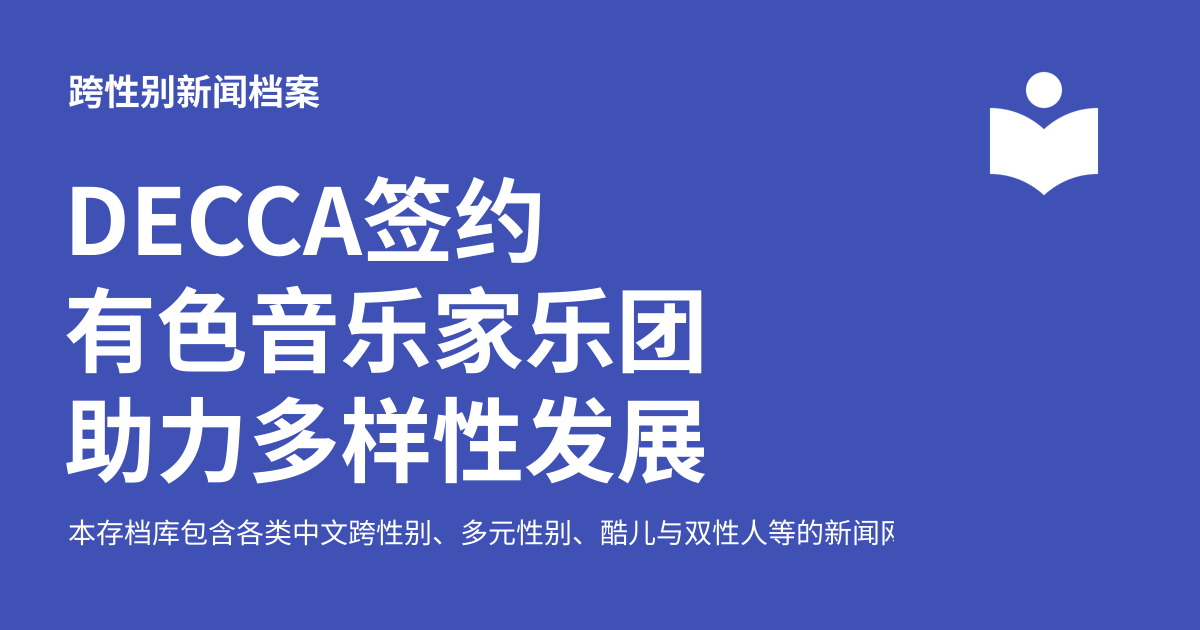 跨性别新闻档案
DECCA签约
有色音乐家乐团
助力多样性发展
本存档库包含各类中文跨性别、多元性别、酷儿与双性人等的新闻网